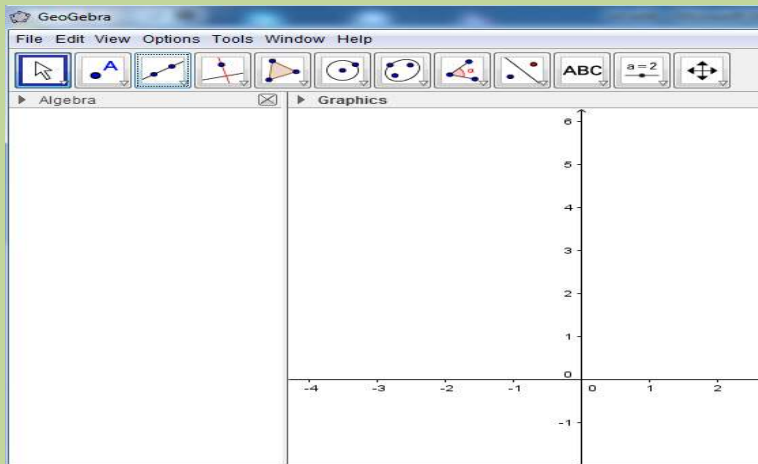 GeoGebra
File Edit View Options Tools Window Help
A α ABC a=2
Algebra Graphics
6
5
4
3
2
1
0
-4 -3 -2 -1 0 1 2
-1